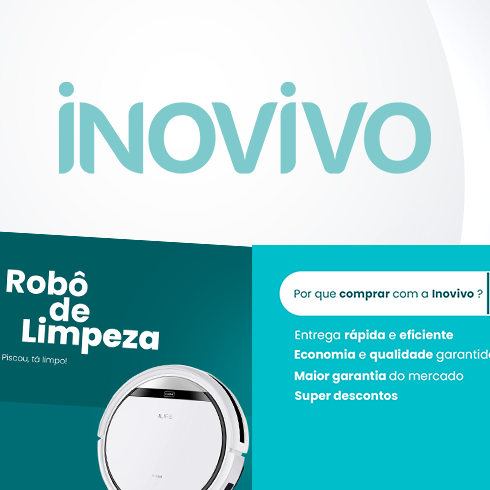 iNOVIVO
Robô
de
Limpeza
Piscou, tá limpo!
Por que comprar com a Inovivo ?
Entrega rápida e eficiente
Economia e qualidade garantid
Maior garantia do mercado
Super descontos